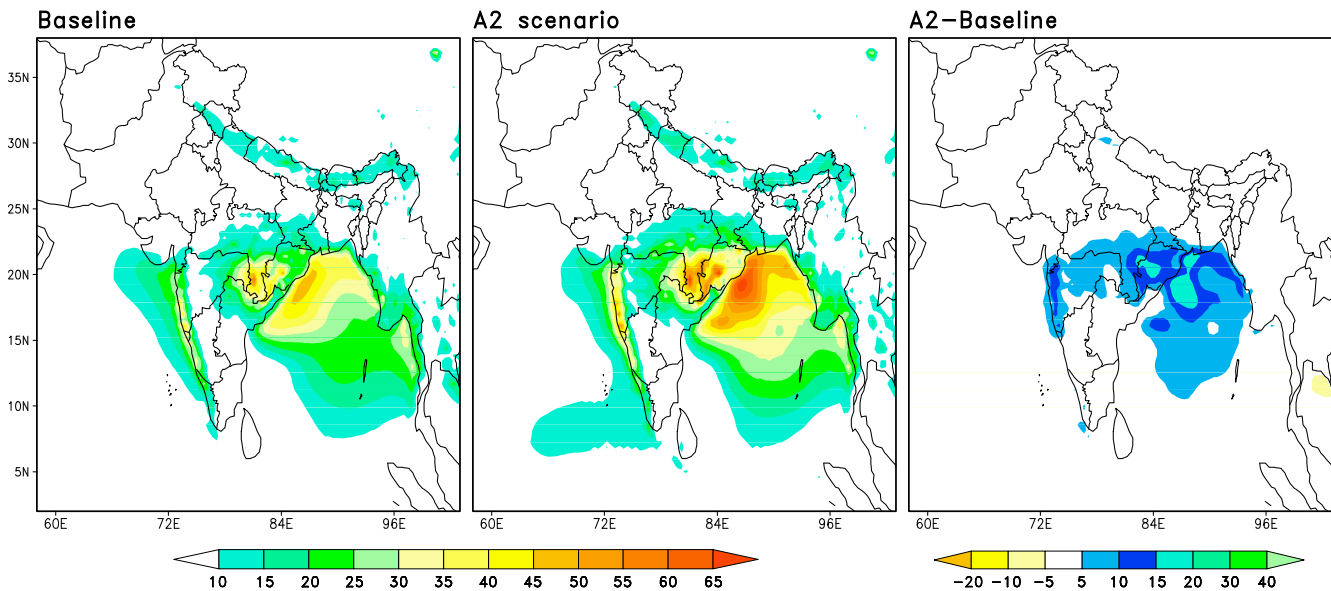 Baseline A2 scenario A2-Baseline
35N
30N
25N
20N
15N
10N
5N
60E 72E 84E 96E 60E 72E 84E 96E 60E 72E 84E 96E
10 15 20 25 30 35 40 45 50 55 60 65 -20 -10 -5 5 10 15 20 30 40